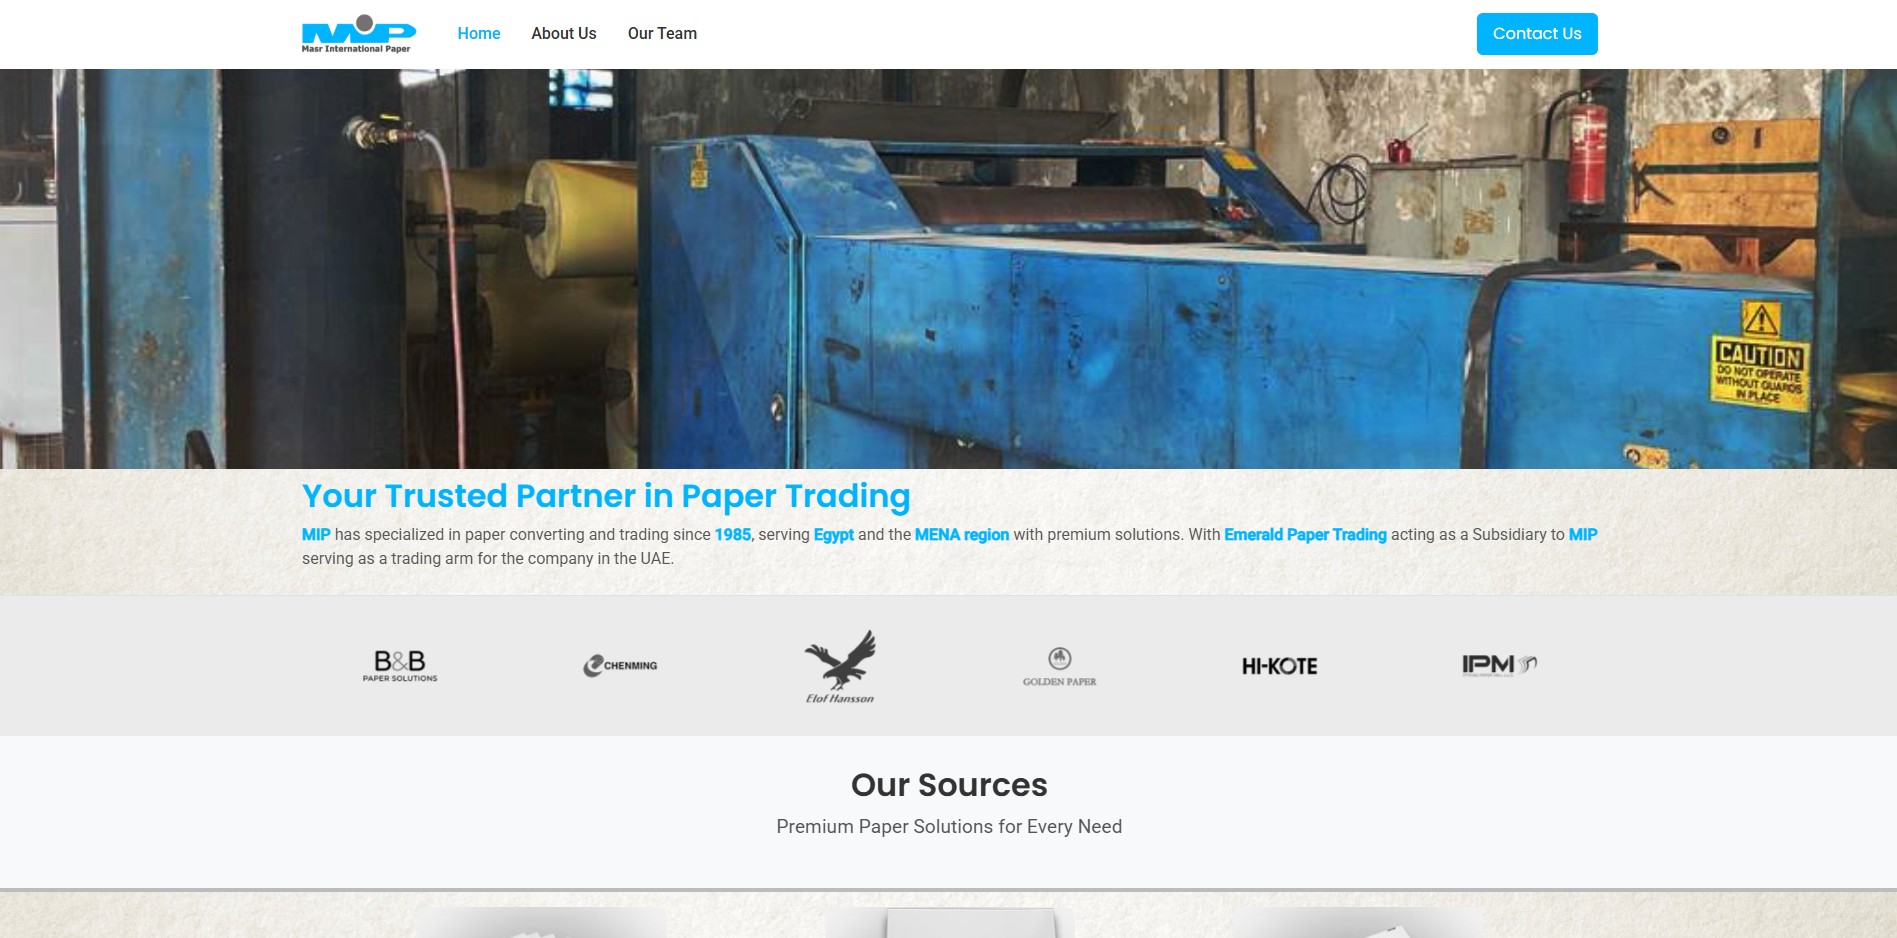 MIP
Masr International Paper
Home
About Us
Our Team
Contact Us
CAUTION
DO NOT OPERATE
WITHOUT GUARDS
IN PLACE
Your Trusted Partner in Paper Trading
MIP has specialized in paper converting and trading since 1985, serving Egypt and the MENA region with premium solutions. With Emerald Paper Trading acting as a Subsidiary to MIP
serving as a trading arm for the company in the UAE.
B&B
PAPER SOLUTIONS
CHENMING
Elof Hansson
GOLDEN PAPER
HI-KOTE
IPM
Our Sources
Premium Paper Solutions for Every Need